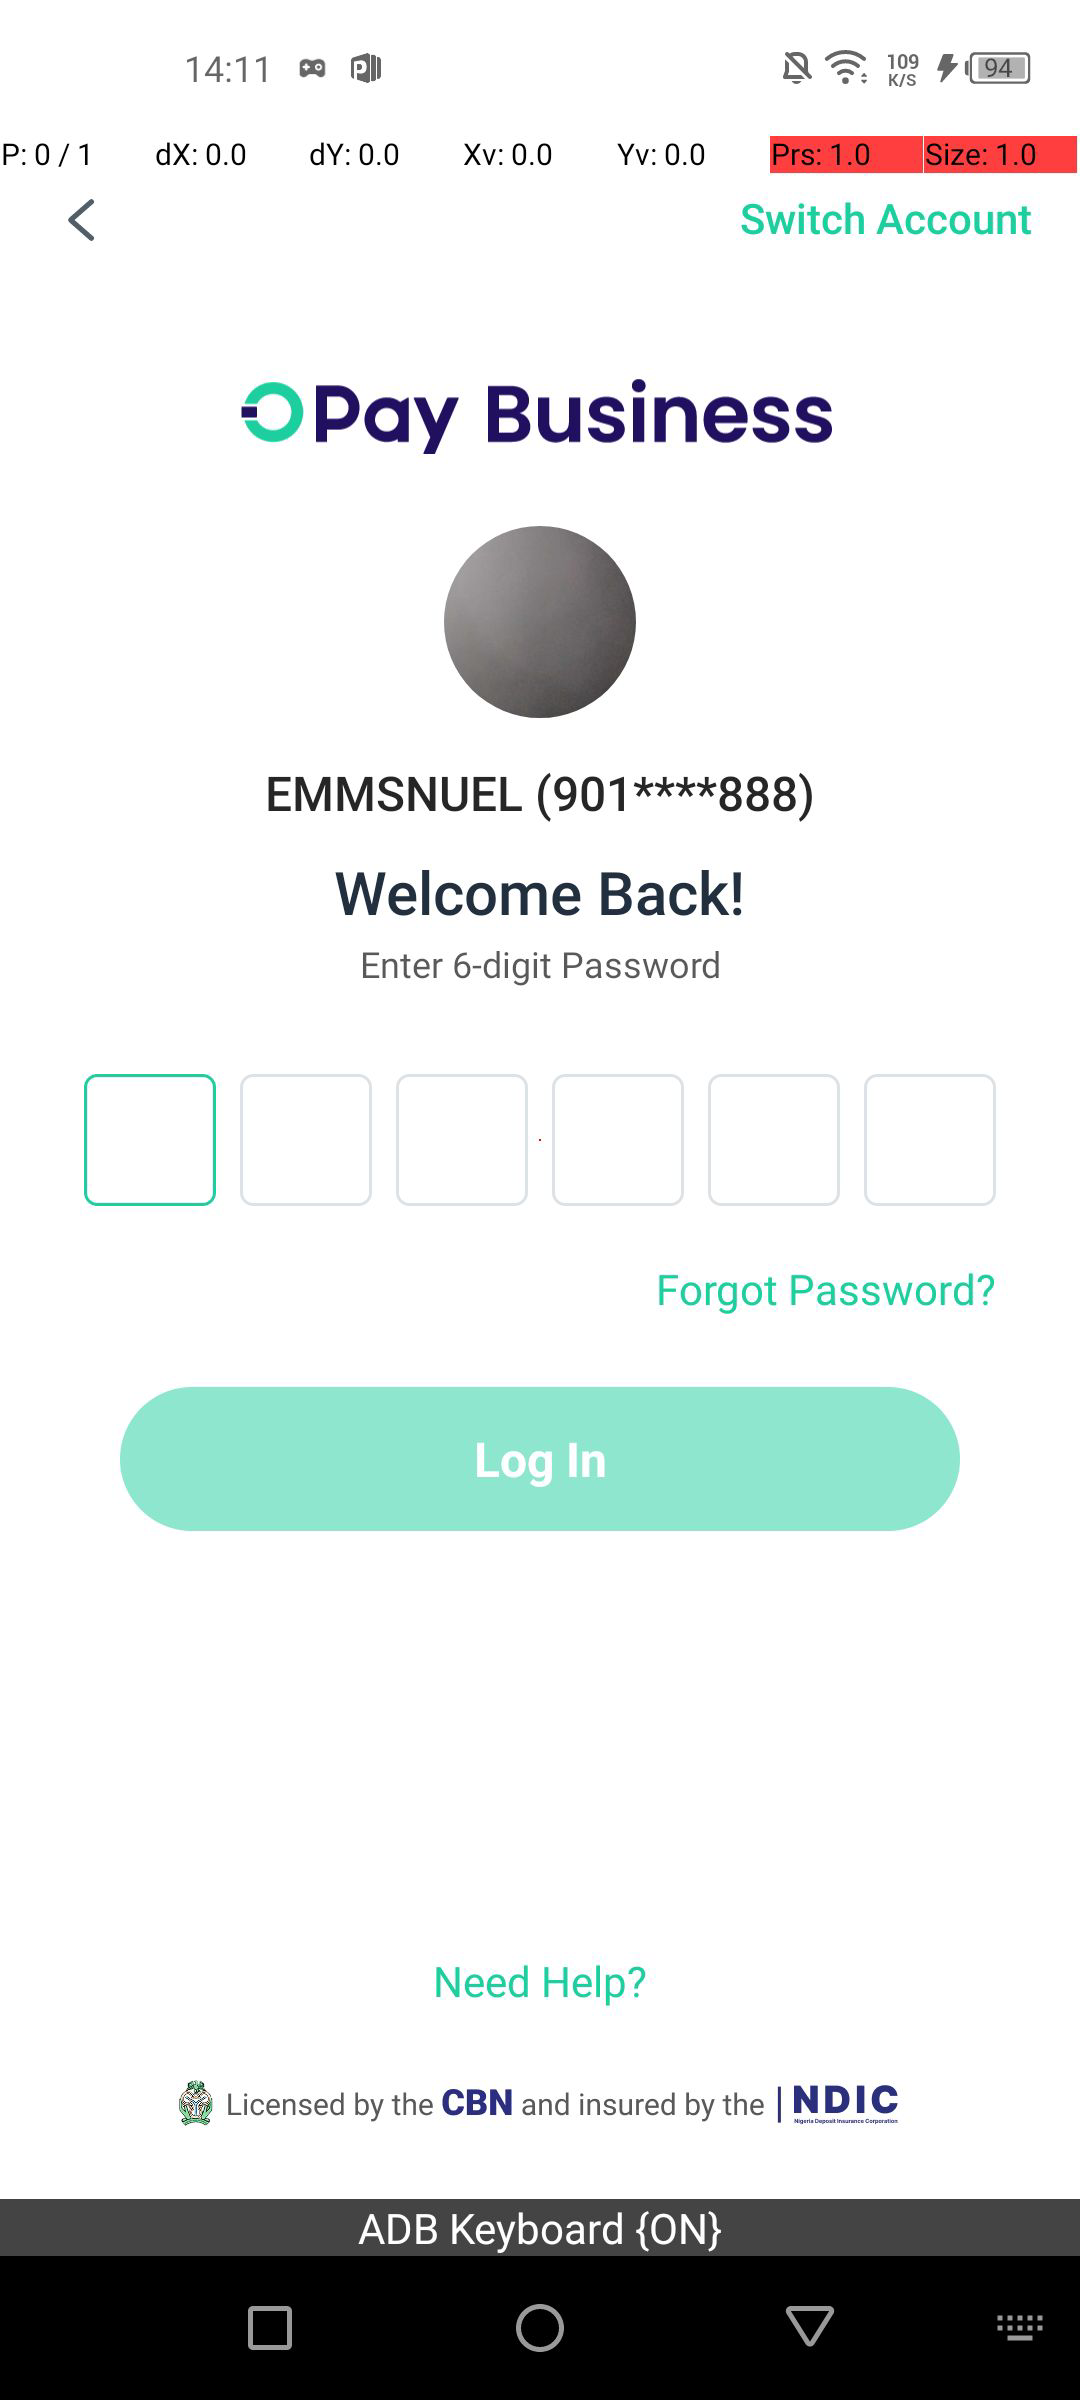 14:11
109
K/S
94
P: 0 / 1 dX: 0.0 dY: 0.0 Xv: 0.0 Yv: 0.0 Prs: 1.0 Size: 1.0
Switch Account
OPay Business
EMMSNUEL (901****888)
Welcome Back!
Enter 6-digit Password
Forgot Password?
Log In
Need Help?
Licensed by the CBN and insured by the | NDIC
Nigeria Deposit Insurance Corporation
ADB Keyboard {ON}